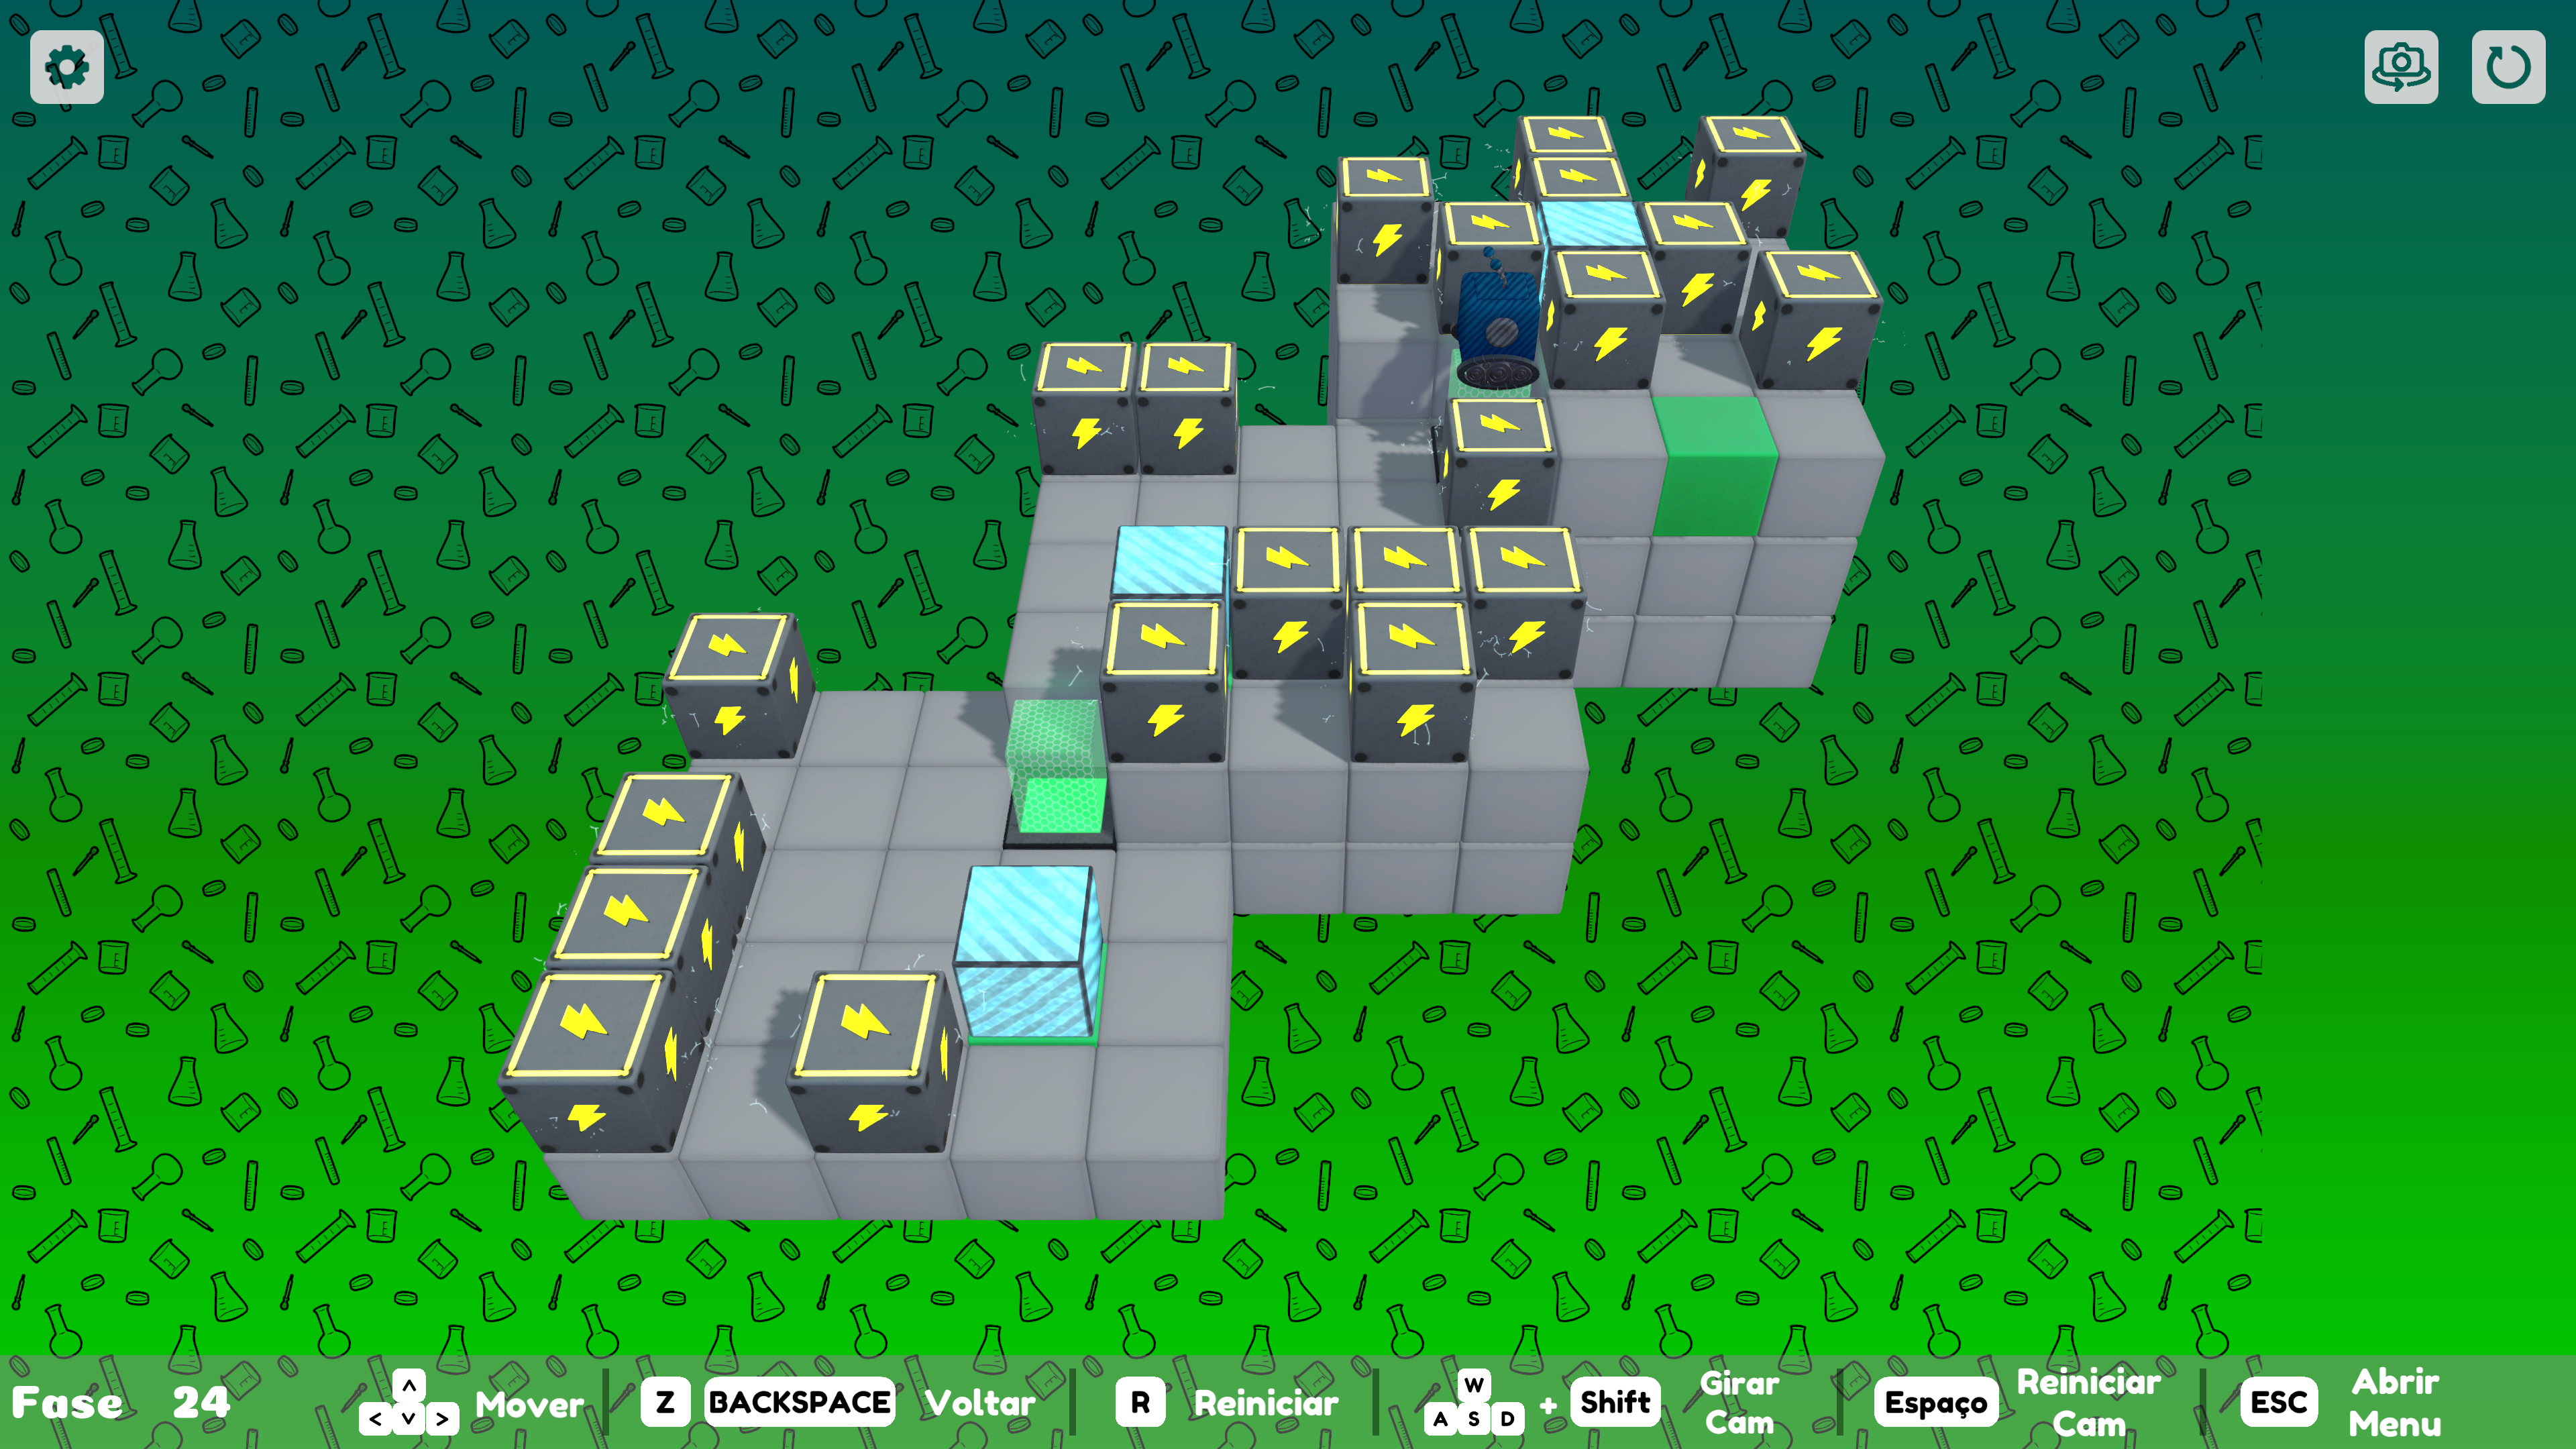 Fase 24
^
< v >
Mover
Z BACKSPACE Voltar
R Reiniciar
W
A S D + Shift
Girar
Cam
Espaço
Reiniciar
Cam
ESC
Abrir
Menu